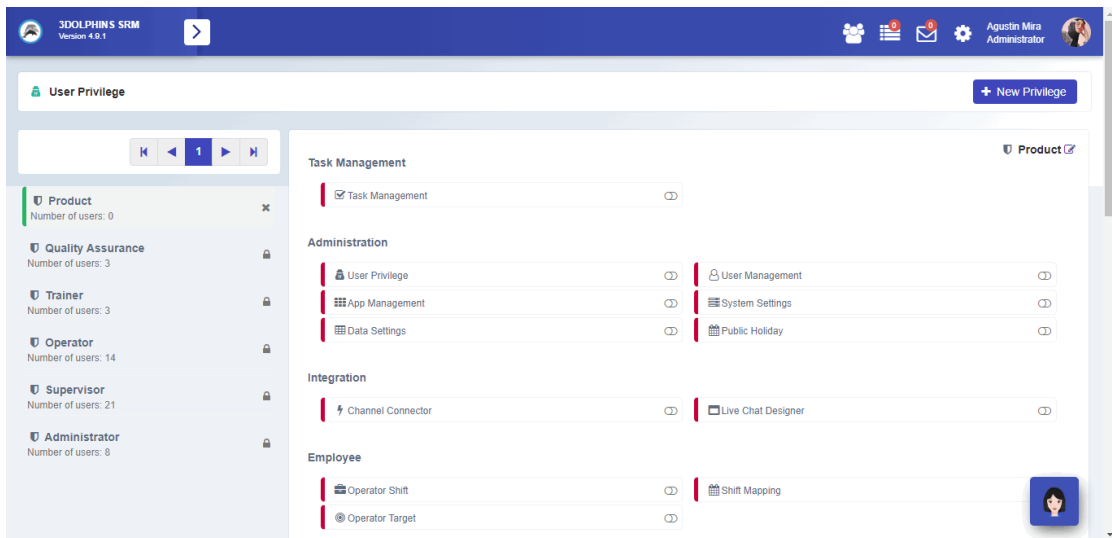 3DOLPHINS SRM
Version 4.9.1
0
0
Agustin Mira
Administrator
User Privilege
New Privilege
1
Product
Number of users: 0
Quality Assurance
Number of users: 3
Trainer
Number of users: 3
Operator
Number of users: 14
Supervisor
Number of users: 21
Administrator
Number of users: 8
Product
Task Management
Task Management
Administration
User Privilege
User Management
App Management
System Settings
Data Settings
Public Holiday
Integration
Channel Connector
Live Chat Designer
Employee
Operator Shift
Shift Mapping
Operator Target